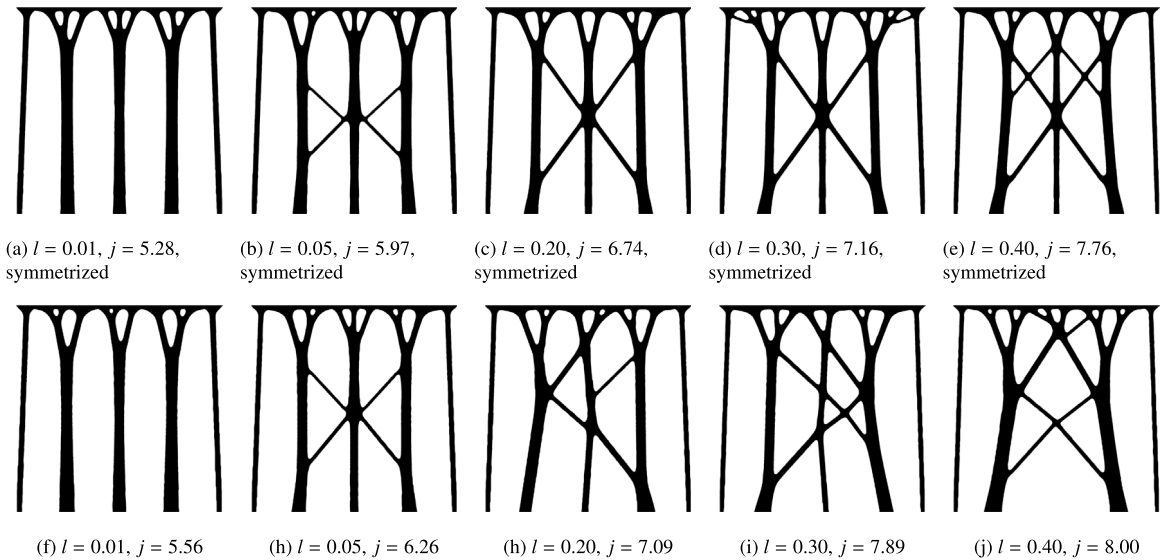 (a) l = 0.01, j = 5.28,
symmetrized
(b) l = 0.05, j = 5.97,
symmetrized
(c) l = 0.20, j = 6.74,
symmetrized
(d) l = 0.30, j = 7.16,
symmetrized
(e) l = 0.40, j = 7.76,
symmetrized
(f) l = 0.01, j = 5.56
(h) l = 0.05, j = 6.26
(h) l = 0.20, j = 7.09
(i) l = 0.30, j = 7.89
(j) l = 0.40, j = 8.00